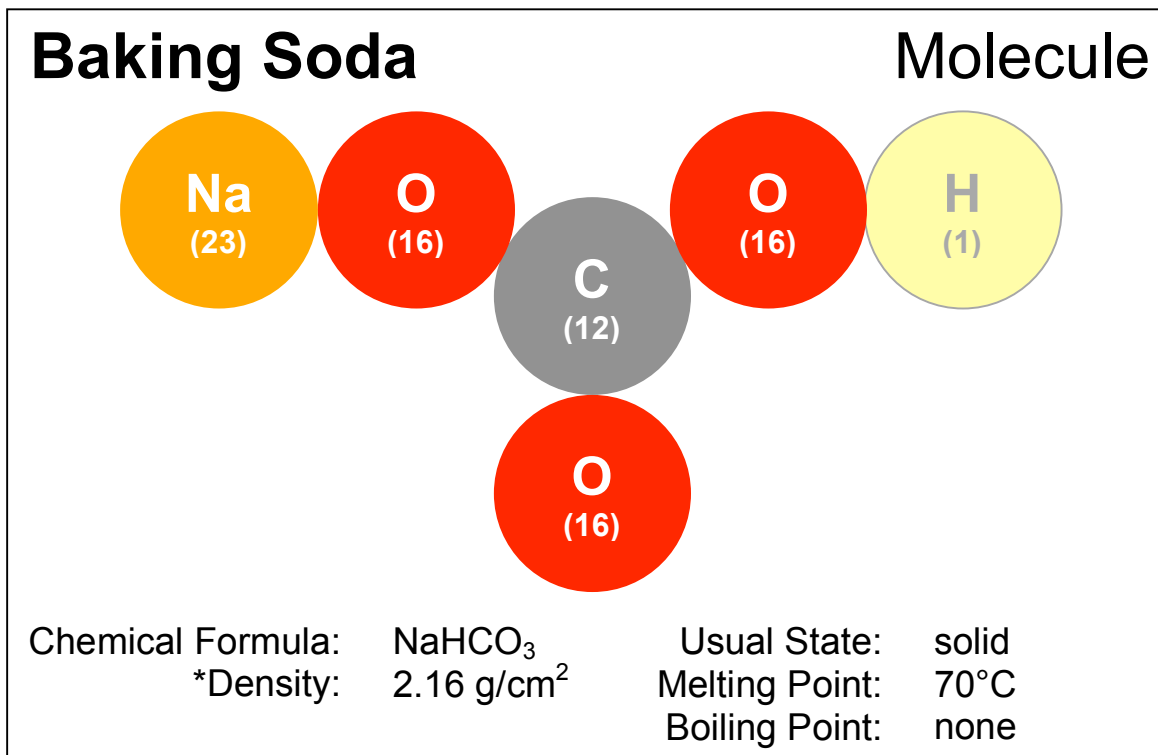 Baking Soda Molecule
Na O O H
(23) (16) (16) (1)
C
(12)
O
(16)
Chemical Formula: NaHCO₃ Usual State: solid
*Density: 2.16 g/cm² Melting Point: 70°C
Boiling Point: none